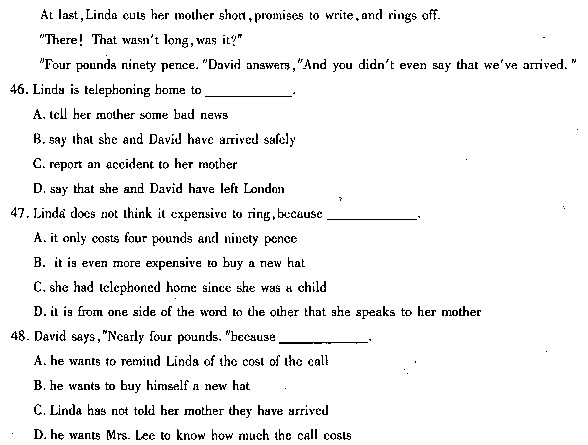 At last,Linda cuts her mother short,promises to write,and rings off.
"There! That wasn't long,was it?"
"Four pounds ninety pence."David answers,"And you didn't even say that we've arrived."
46. Linda is telephoning home to ____________.
A. tell her mother some bad news
B. say that she and David have arrived safely
C. report an accident to her mother
D. say that she and David have left London
47. Linda does not think it expensive to ring,because ____________.
A. it only costs four pounds and ninety pence
B. it is even more expensive to buy a new hat
C. she had telephoned home since she was a child
D. it is from one side of the word to the other that she speaks to her mother
48. David says,"Nearly four pounds."because ____________.
A. he wants to remind Linda of the cost of the call
B. he wants to buy himself a new hat
C. Linda has not told her mother they have arrived
D. he wants Mrs. Lee to know how much the call costs